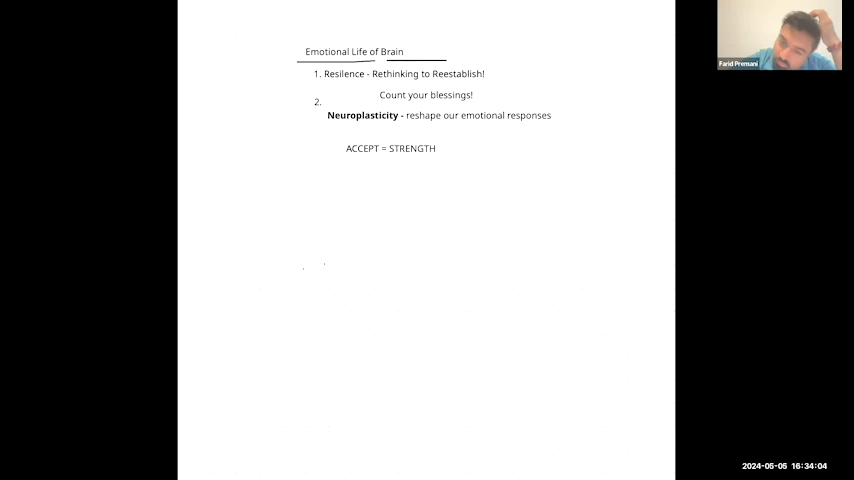 Emotional Life of Brain
1. Resilence - Rethinking to Reestablish!
Count your blessings!
2.
Neuroplasticity - reshape our emotional responses
ACCEPT = STRENGTH
Farid Premani
2024-05-05 16:34:04